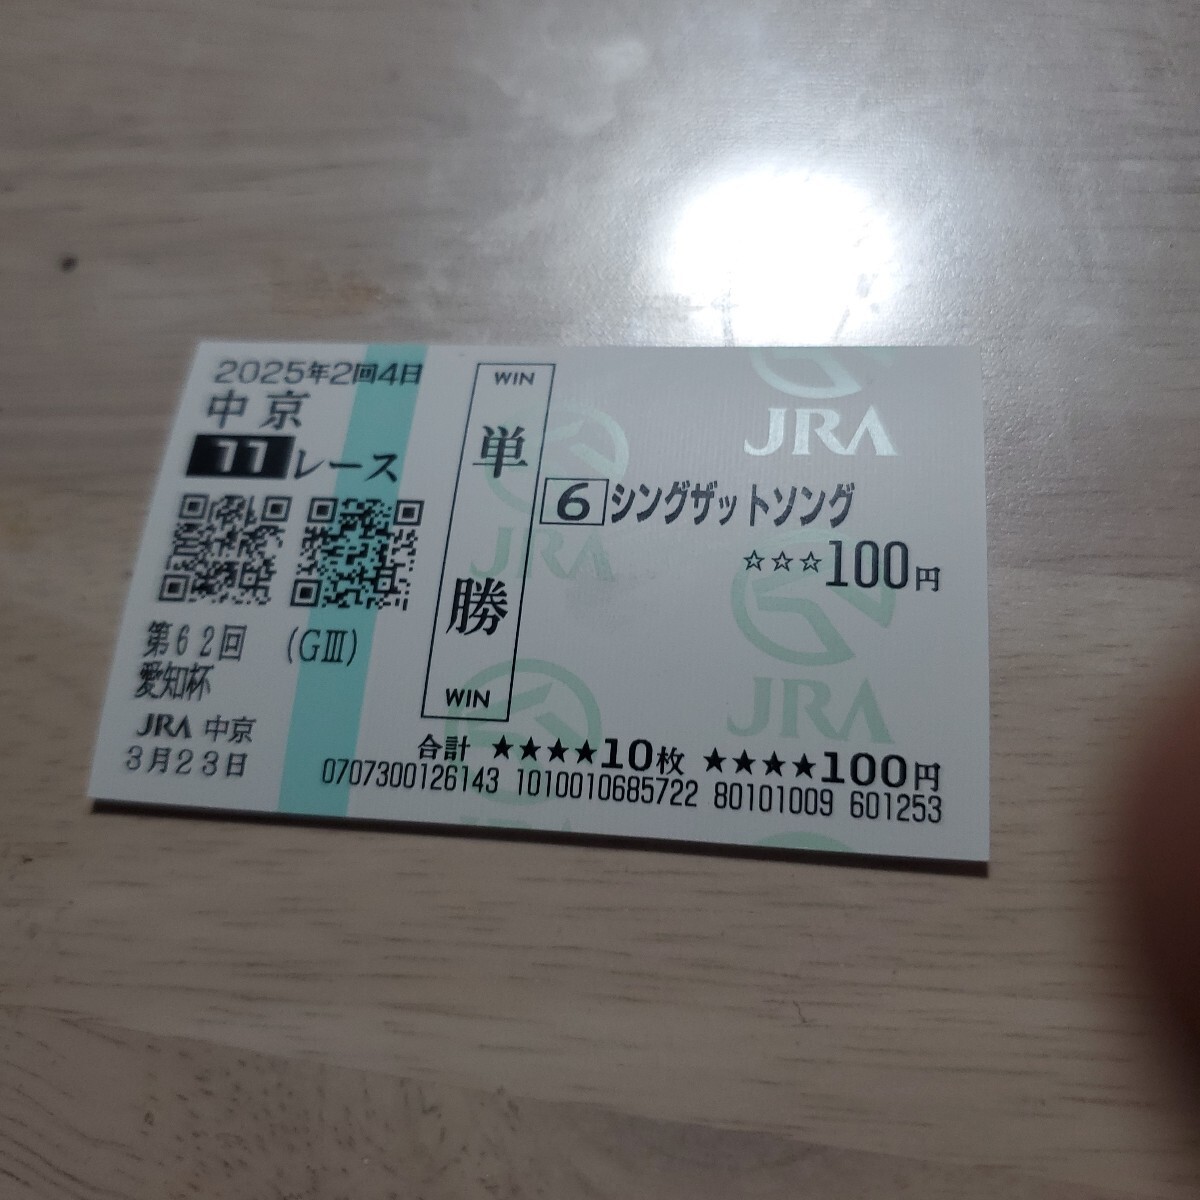 2025年2回4日
中京
11レース
第62回 (GⅢ)
愛知杯
JRA 中京
3月23日
WIN
単勝
WIN
6シングザットソング
☆☆☆100円
合計 ★★★★10枚 ★★★★100円
0707300126143 1010010685722 80101009 601253
JRA
JRA
JRA